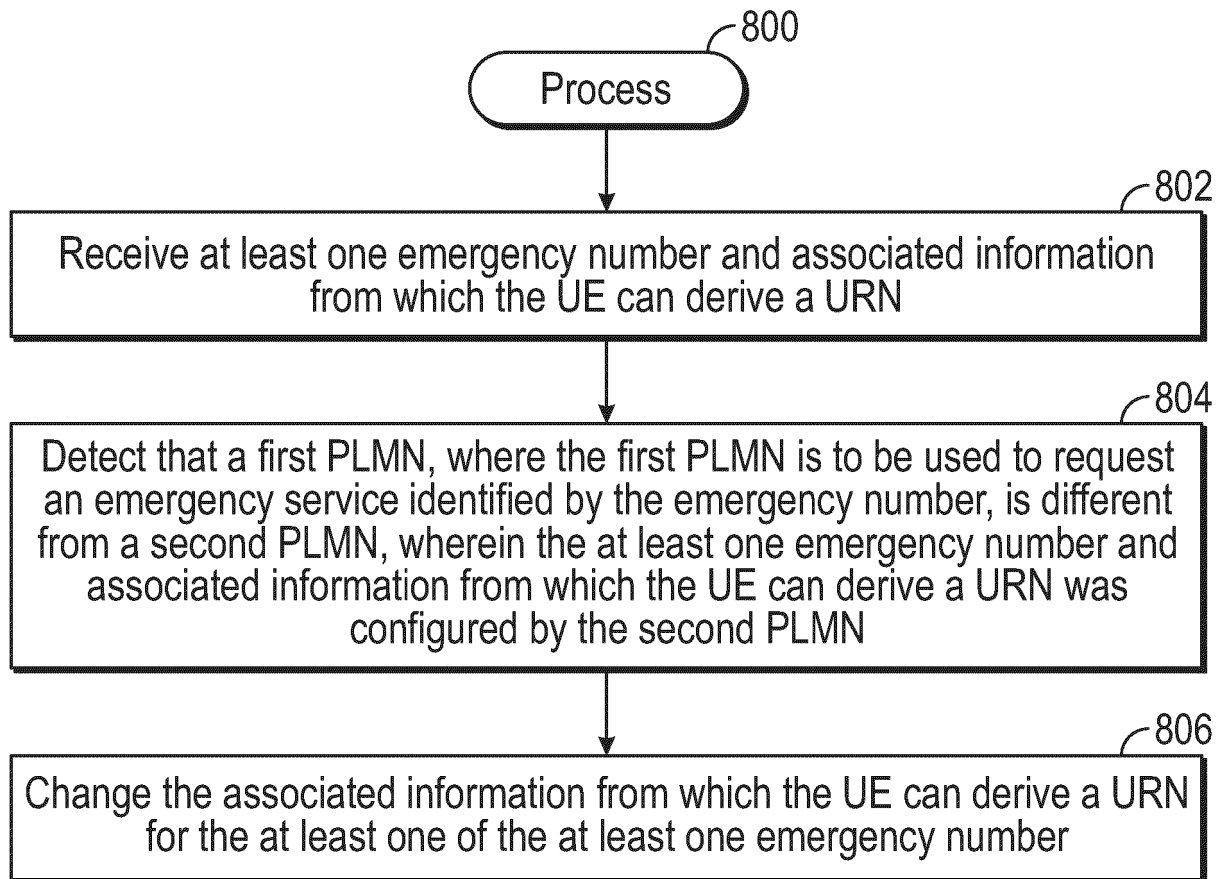 800
Process
802
Receive at least one emergency number and associated information
from which the UE can derive a URN
804
Detect that a first PLMN, where the first PLMN is to be used to request
an emergency service identified by the emergency number, is different
from a second PLMN, wherein the at least one emergency number and
associated information from which the UE can derive a URN was
configured by the second PLMN
806
Change the associated information from which the UE can derive a URN
for the at least one of the at least one emergency number